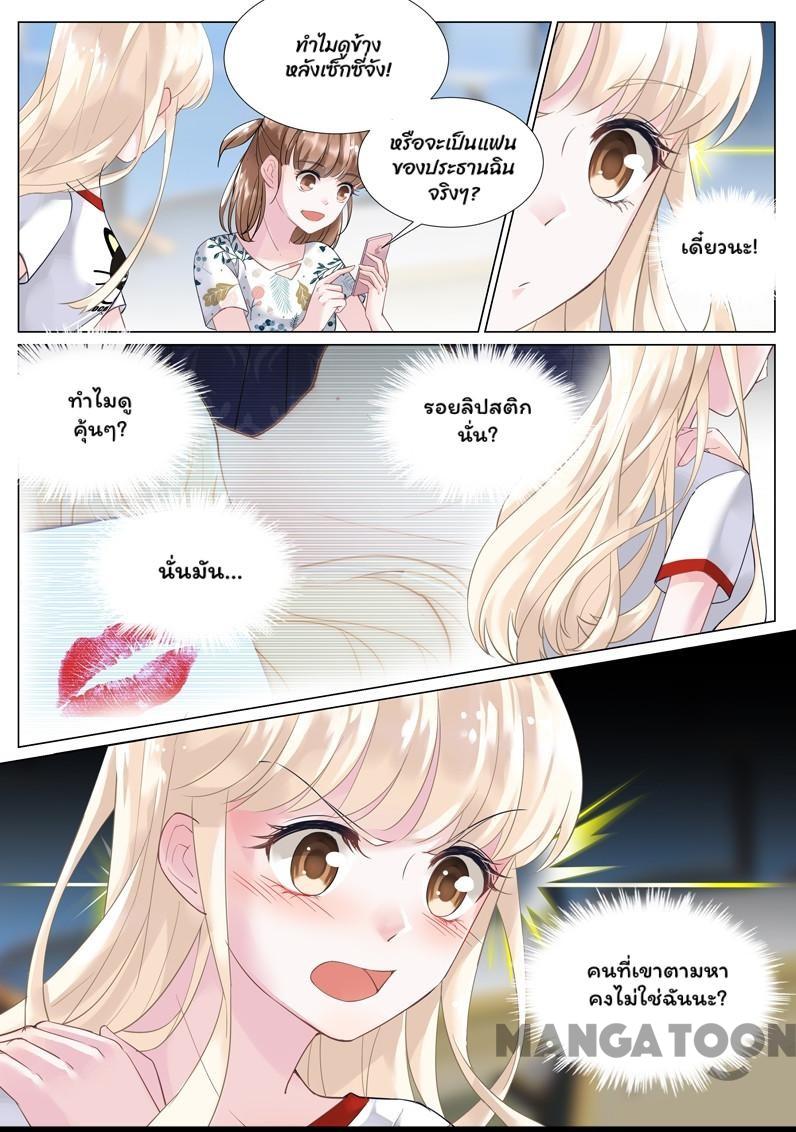 ทำไมดูข้าง
หลังเซ็กซี่จัง!
หรือจะเป็นแฟน
ของประธานฉิน
จริงๆ?
เดี๋ยวนะ!
ทำไมดู
คุ้นๆ?
รอยลิปสติก
นั่น?
นั่นมัน...
คนที่เขาตามหา
คงไม่ใช่ฉันนะ?
MANGATOON